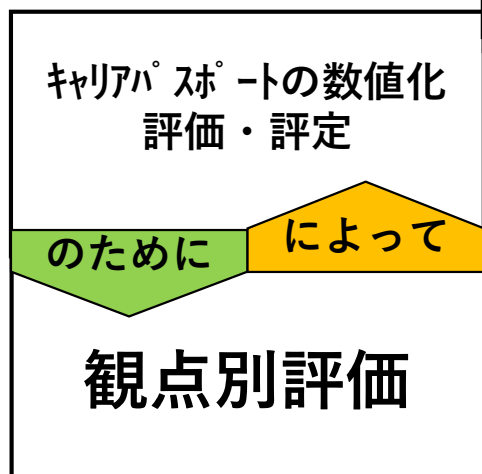 ｷｬﾘｱﾊﾟｽﾎﾟｰﾄの数値化
評価・評定
のために
によって
観点別評価